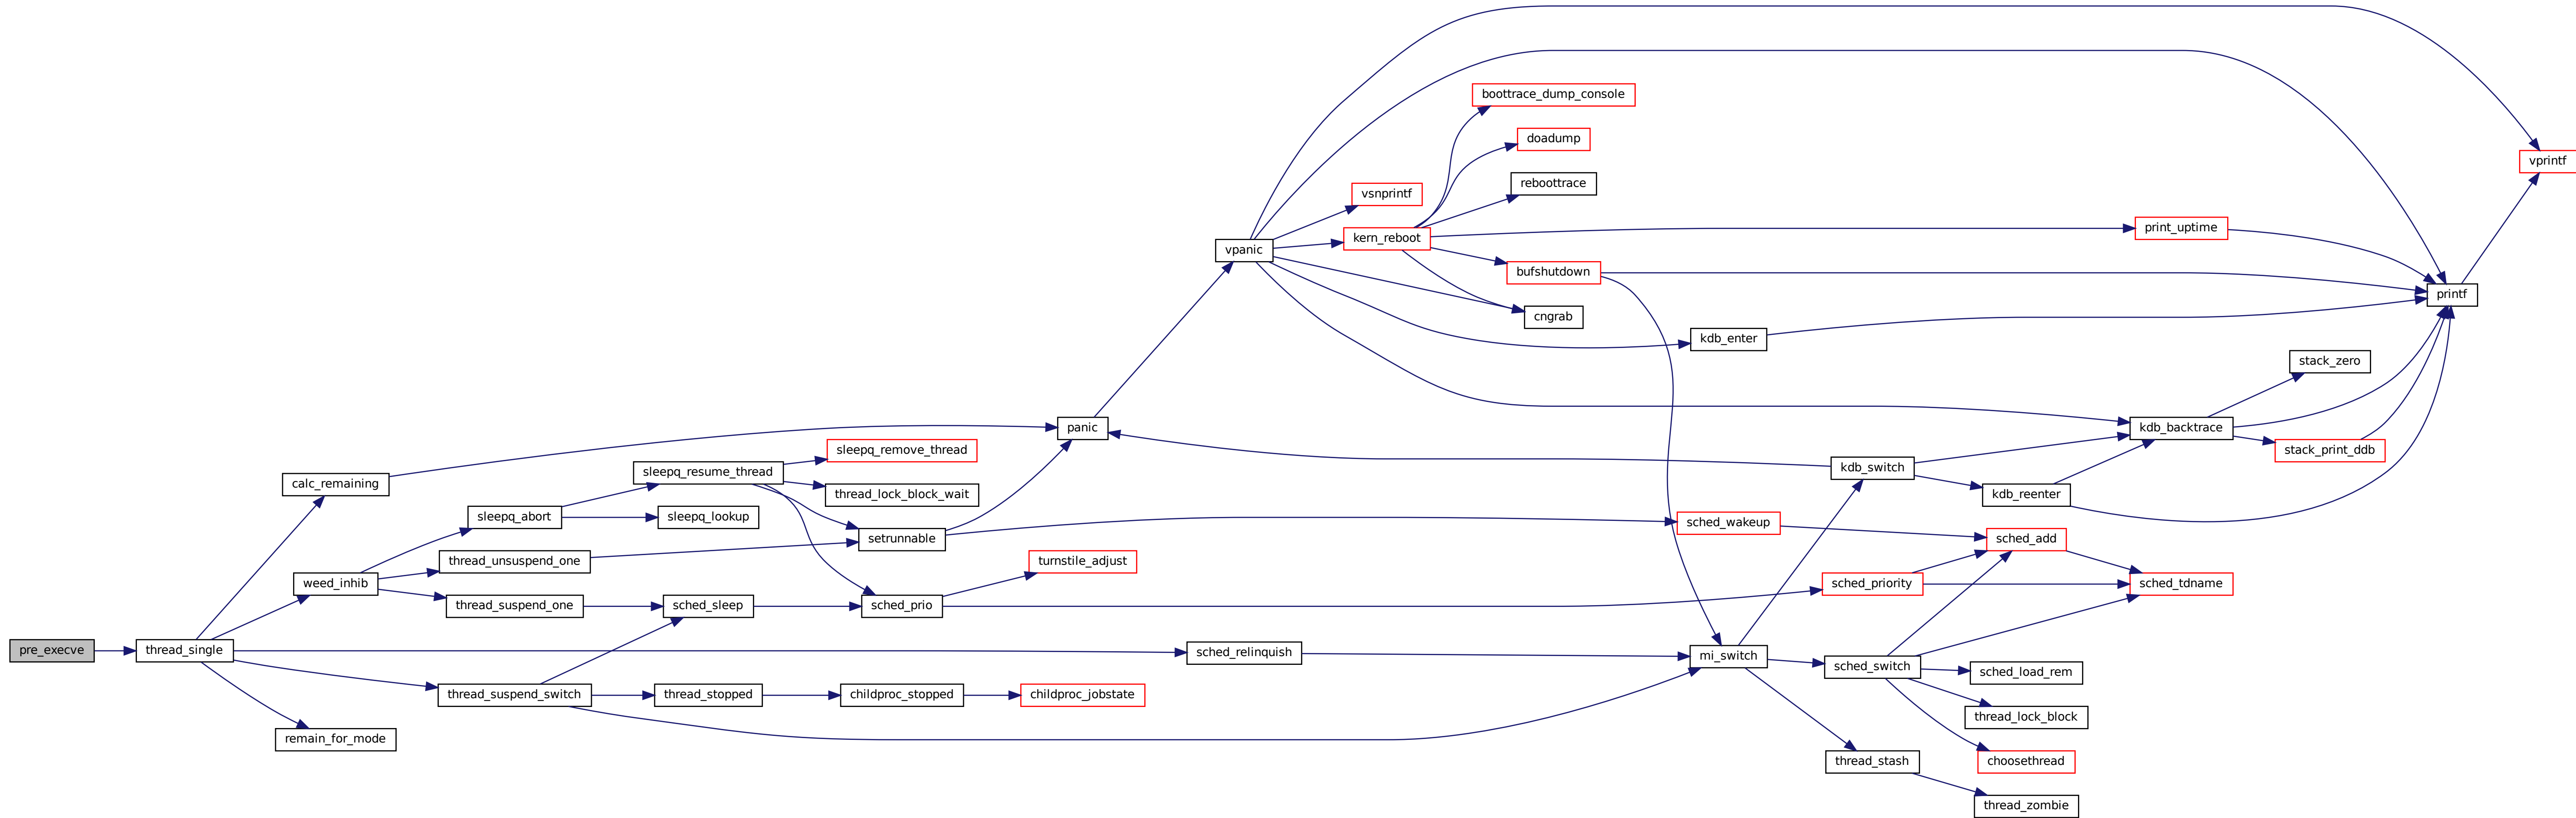 pre_execve
thread_single
calc_remaining
weed_inhib
remain_for_mode
sleepq_abort
thread_unsuspend_one
thread_suspend_one
thread_suspend_switch
sleepq_resume_thread
sleepq_lookup
sched_sleep
thread_stopped
sleepq_remove_thread
thread_lock_block_wait
setrunnable
sched_prio
childproc_stopped
panic
turnstile_adjust
childproc_jobstate
vpanic
sched_relinquish
vsnprintf
kern_reboot
boottrace_dump_console
doadump
reboottrace
bufshutdown
cngrab
kdb_enter
sched_wakeup
mi_switch
kdb_switch
sched_priority
sched_switch
thread_stash
kdb_reenter
sched_add
sched_load_rem
thread_lock_block
choosethread
thread_zombie
print_uptime
kdb_backtrace
sched_tdname
stack_zero
stack_print_ddb
printf
vprintf